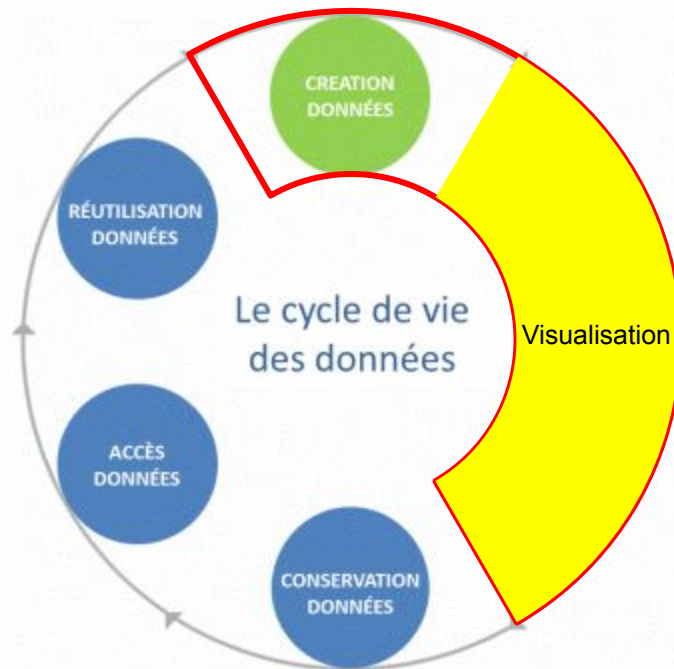 CREATION
DONNÉES
RÉUTILISATION
DONNÉES
Le cycle de vie
des données
Visualisation
ACCÈS
DONNÉES
CONSERVATION
DONNÉES